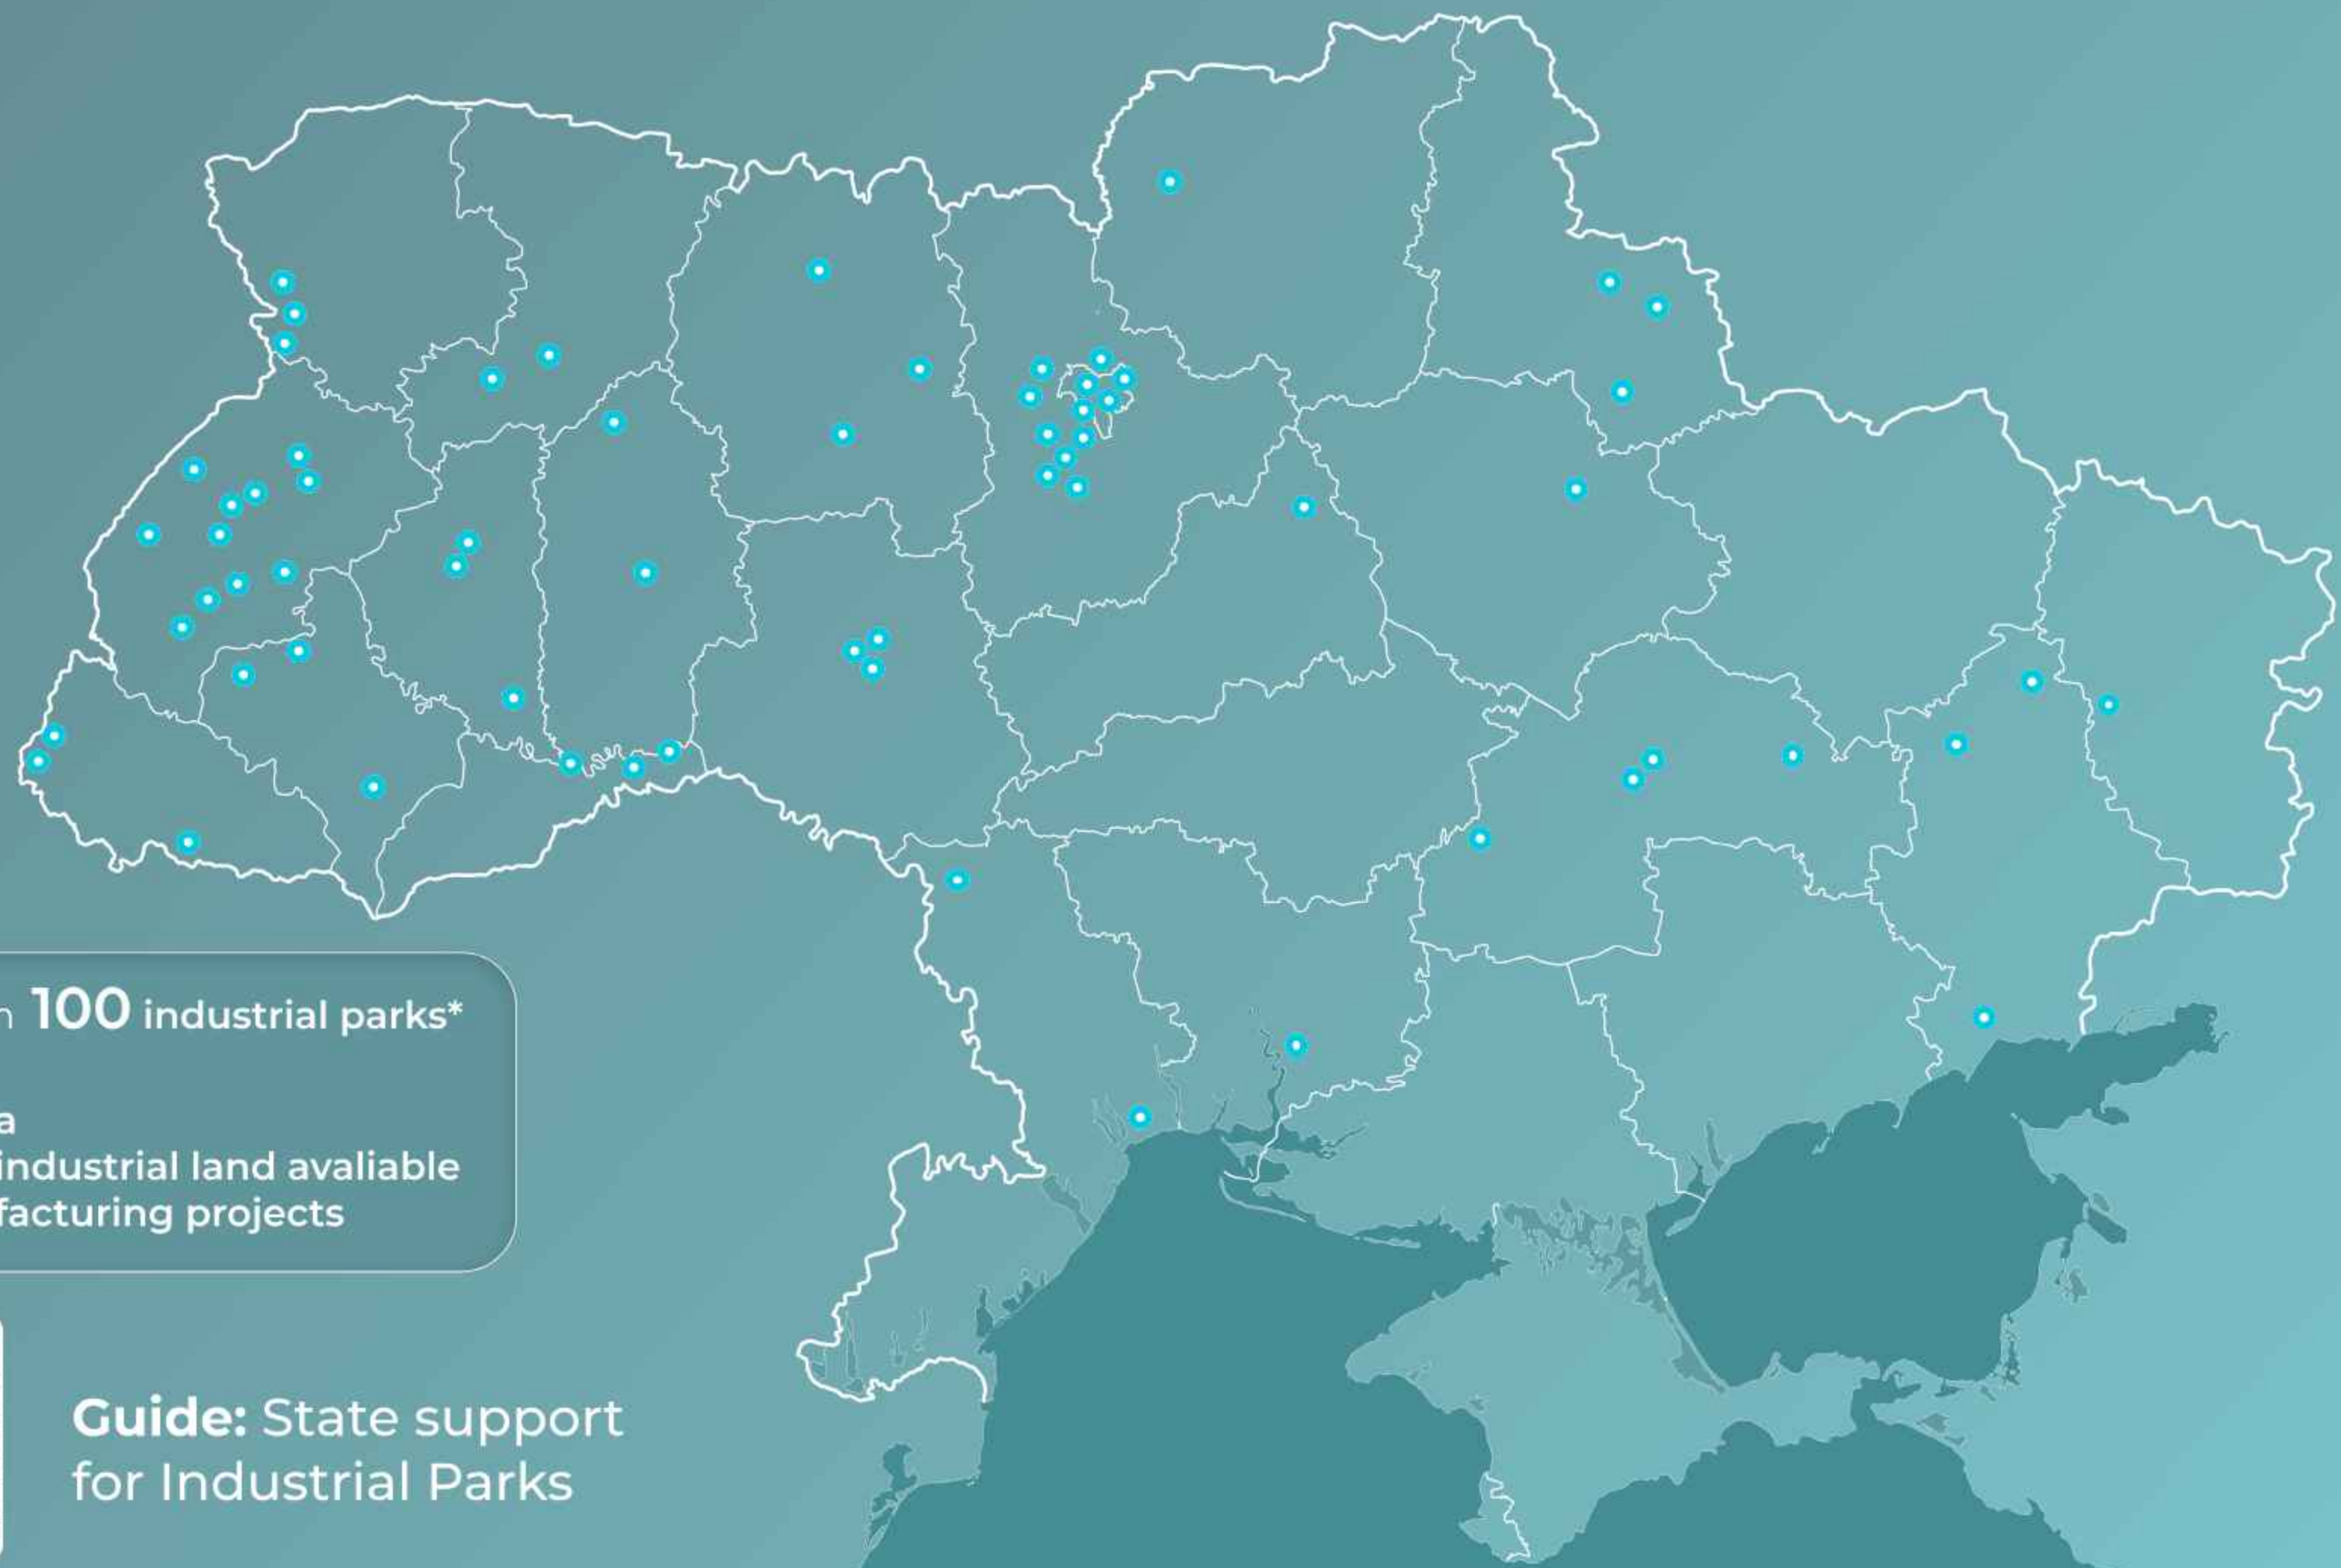 100 industrial parks*
a
industrial land avaliable
facturing projects
Guide: State support
for Industrial Parks